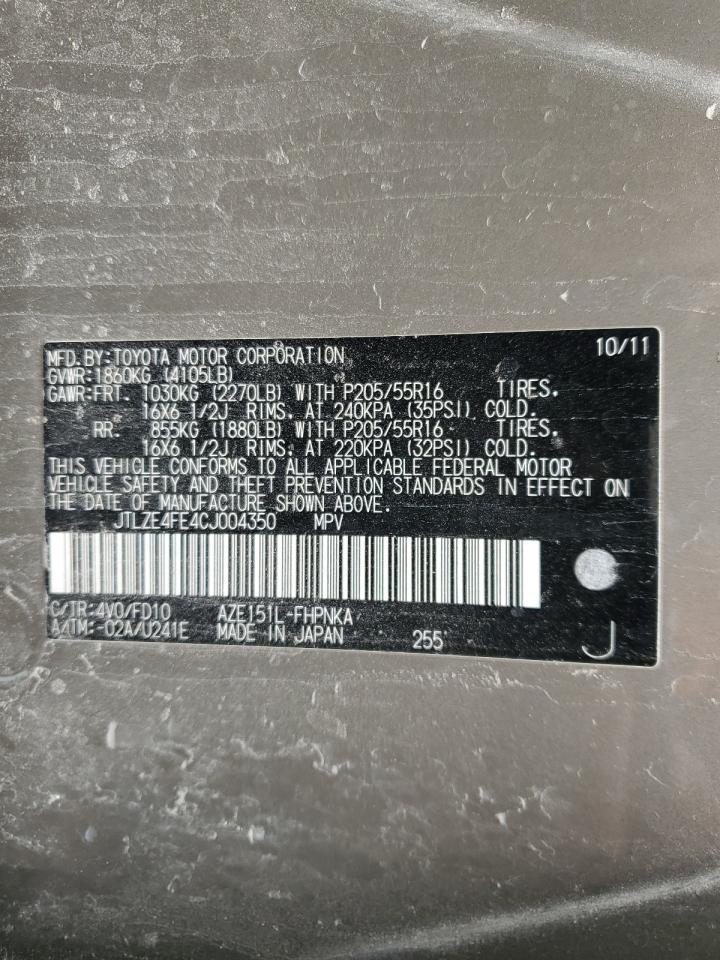 MFD.BY:TOYOTA MOTOR CORPORATION 10/11
GVWR:1860KG (4105LB)
GAWR:FRT. 1030KG (2270LB) WITH P205/55R16 TIRES.
16X6 1/2J RIMS. AT 240KPA (35PSI) COLD.
RR. 855KG (1880LB) WITH P205/55R16 TIRES.
16X6 1/2J RIMS. AT 220KPA (32PSI) COLD.
THIS VEHICLE CONFORMS TO ALL APPLICABLE FEDERAL MOTOR
VEHICLE SAFETY AND THEFT PREVENTION STANDARDS IN EFFECT ON
THE DATE OF MANUFACTURE SHOWN ABOVE.
JTLZE4FE4CJ004350 MPV
C/TR:4V0/FD10 AZE151L-FHPNKA
A/TM:-02A/U241E MADE IN JAPAN 255 J